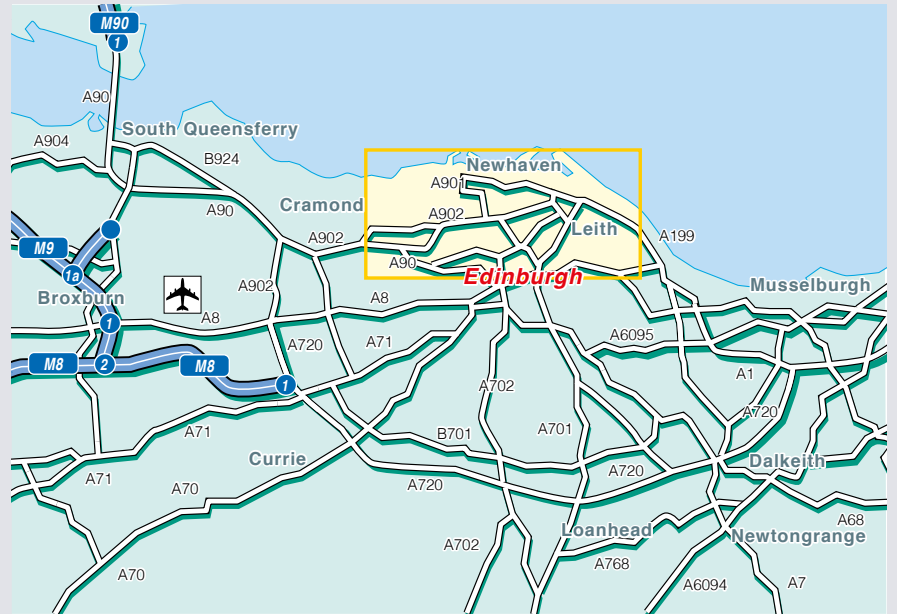 M90
1
A90
South Queensferry
A904
B924
Newhaven
A901
A90
Cramond
A902
A902
Leith
A199
M9
A90
1a
Edinburgh
Broxburn
A902
Musselburgh
A8
A8
1
A6095
A720
A71
M8
2
M8
1
A1
A702
A720
A71
B701
A701
Currie
Dalkeith
A71
A720
A720
A70
A68
Loanhead
Newtongrange
A702
A768
A70
A6094
A7